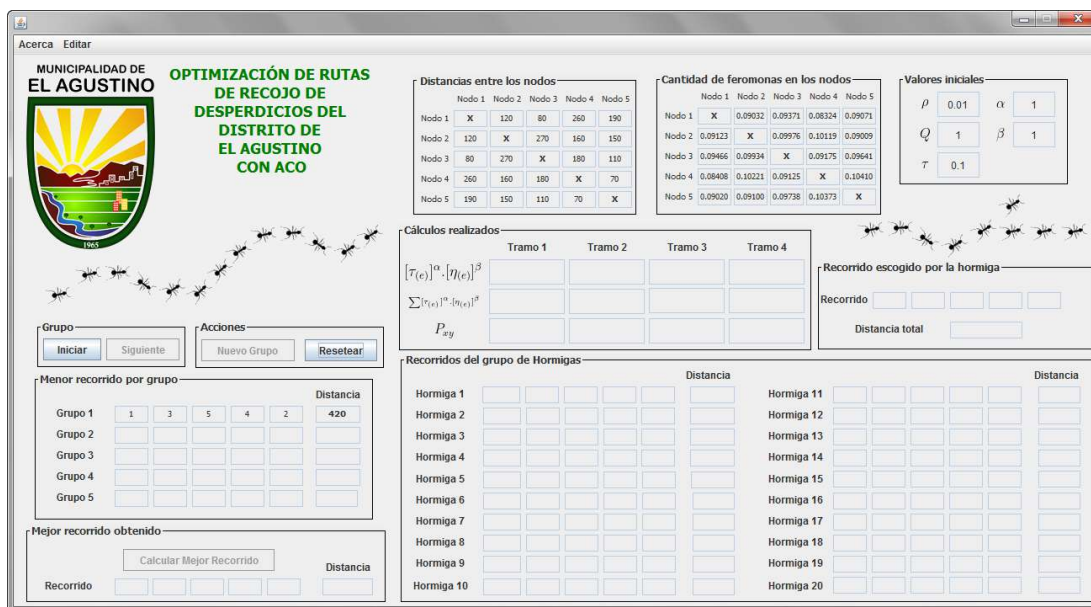 Acerca Editar
MUNICIPALIDAD DE
EL AGUSTINO
1965
OPTIMIZACIÓN DE RUTAS
DE RECOJO DE
DESPERDICIOS DEL
DISTRITO DE
EL AGUSTINO
CON ACO
Distancias entre los nodos
Nodo 1 Nodo 2 Nodo 3 Nodo 4 Nodo 5
Nodo 1 X 120 80 260 190
Nodo 2 120 X 270 160 150
Nodo 3 80 270 X 180 110
Nodo 4 260 160 180 X 70
Nodo 5 190 150 110 70 X
Cantidad de feromonas en los nodos
Nodo 1 Nodo 2 Nodo 3 Nodo 4 Nodo 5
Nodo 1 X 0.09032 0.09371 0.08324 0.09071
Nodo 2 0.09123 X 0.09976 0.10119 0.09009
Nodo 3 0.09466 0.09934 X 0.09175 0.09641
Nodo 4 0.08408 0.10221 0.09125 X 0.10410
Nodo 5 0.09020 0.09100 0.09738 0.10373 X
Valores iniciales
ρ 0.01 α 1
Q 1 β 1
τ 0.1
Cálculos realizados
Tramo 1 Tramo 2 Tramo 3 Tramo 4
[τ(e)]^α.[η(e)]^β
∑[τ(e)]^α.[η(e)]^β
P_xy
Recorrido escogido por la hormiga
Recorrido
Distancia total
Grupo
Iniciar Siguiente
Acciones
Nuevo Grupo Resetear
Menor recorrido por grupo
Distancia
Grupo 1 1 3 5 4 2 420
Grupo 2
Grupo 3
Grupo 4
Grupo 5
Mejor recorrido obtenido
Calcular Mejor Recorrido
Distancia
Recorrido
Recorridos del grupo de Hormigas
Distancia
Hormiga 1
Hormiga 2
Hormiga 3
Hormiga 4
Hormiga 5
Hormiga 6
Hormiga 7
Hormiga 8
Hormiga 9
Hormiga 10
Distancia
Hormiga 11
Hormiga 12
Hormiga 13
Hormiga 14
Hormiga 15
Hormiga 16
Hormiga 17
Hormiga 18
Hormiga 19
Hormiga 20